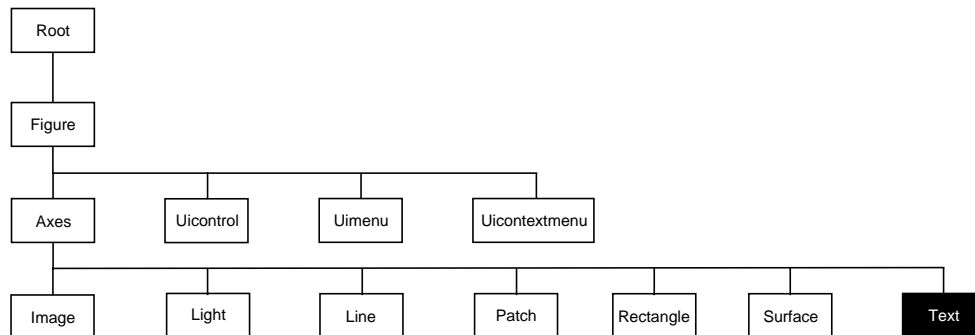 Root
Figure
Axes
Uicontrol
Uimenu
Uicontextmenu
Image
Light
Line
Patch
Rectangle
Surface
Text